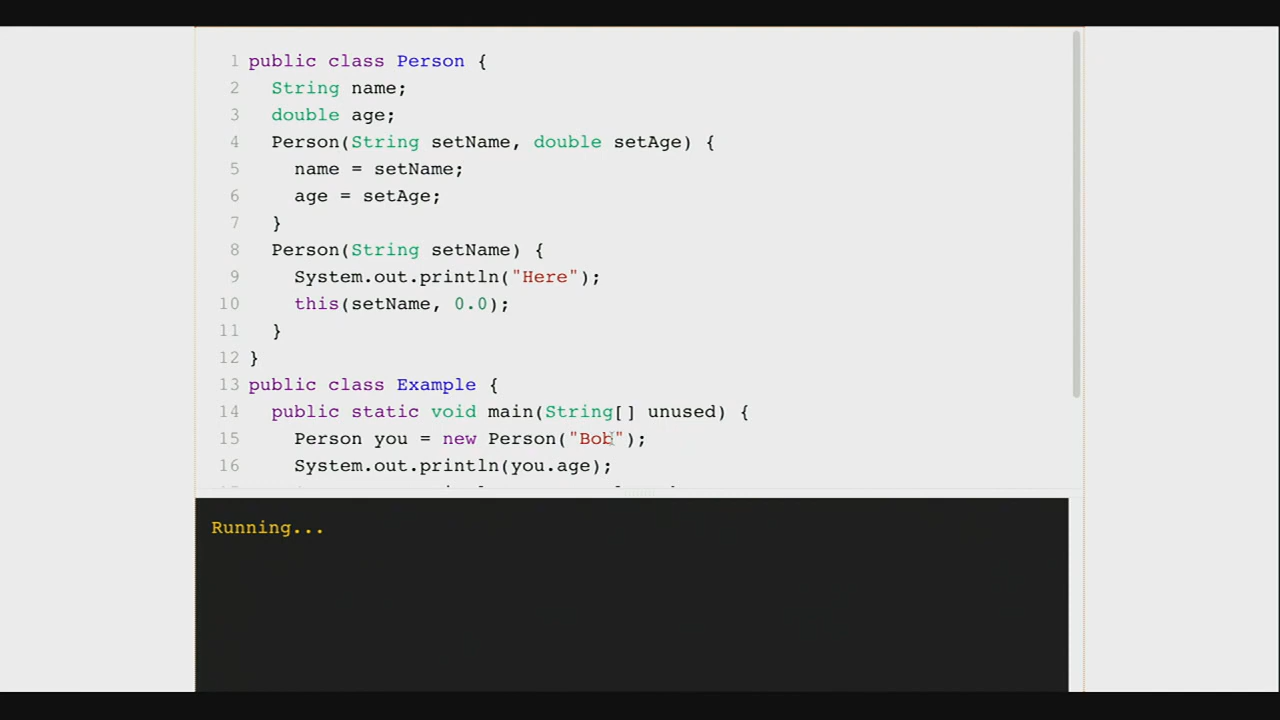 1 public class Person {
2 String name;
3 double age;
4 Person(String setName, double setAge) {
5 name = setName;
6 age = setAge;
7 }
8 Person(String setName) {
9 System.out.println("Here");
10 this(setName, 0.0);
11 }
12 }
13 public class Example {
14 public static void main(String[] unused) {
15 Person you = new Person("Bob");
16 System.out.println(you.age);
Running...